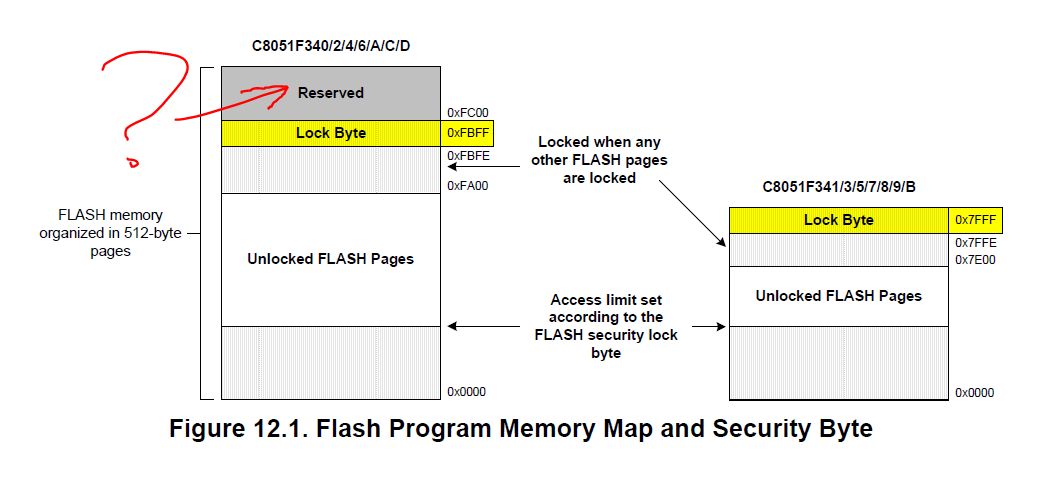 C8051F340/2/4/6/A/C/D
Reserved
0xFC00
Lock Byte
0xFBFF
0xFBFE
0xFA00
FLASH memory
organized in 512-byte
pages
Unlocked FLASH Pages
0x0000
Locked when any
other FLASH pages
are locked
Access limit set
according to the
FLASH security lock
byte
C8051F341/3/5/7/8/9/B
Lock Byte
0x7FFF
0x7FFE
0x7E00
Unlocked FLASH Pages
0x0000
?
Figure 12.1. Flash Program Memory Map and Security Byte